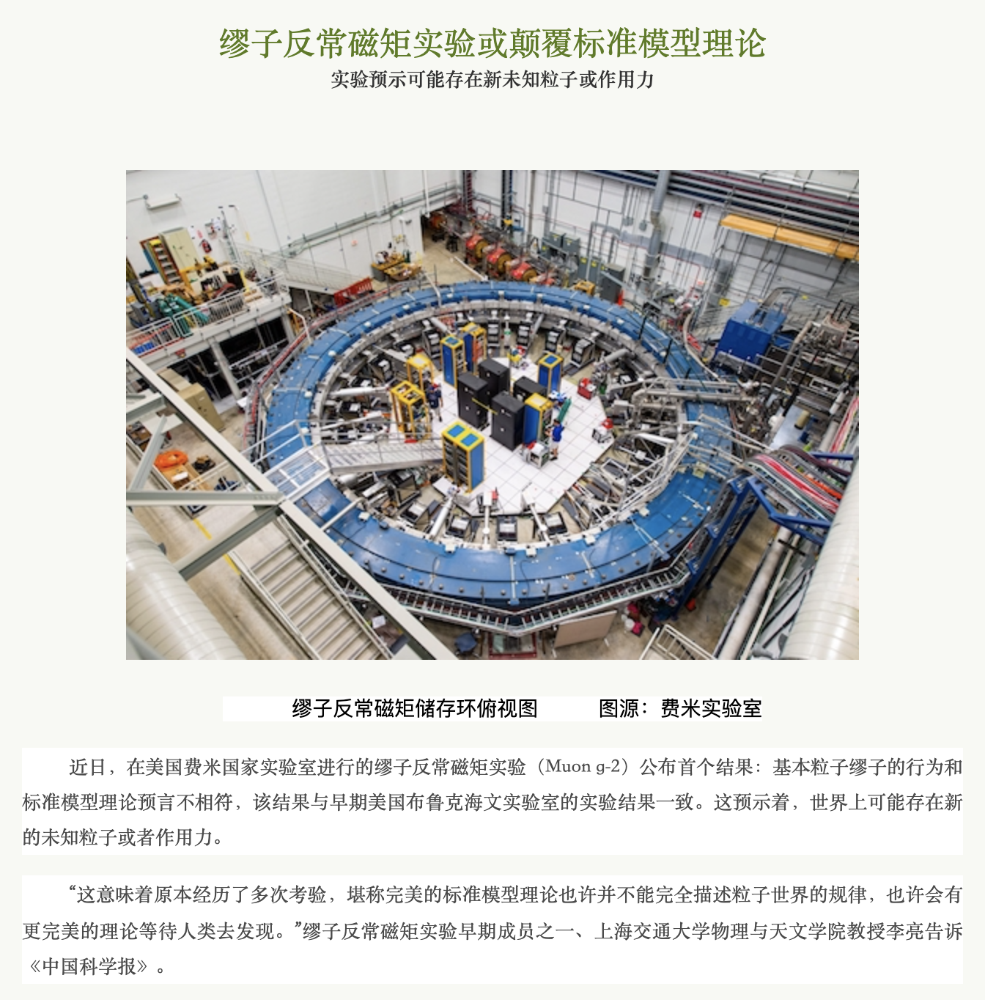 缪子反常磁矩实验或颠覆标准模型理论
实验预示可能存在新未知粒子或作用力
缪子反常磁矩储存环俯视图 图源：费米实验室
近日，在美国费米国家实验室进行的缪子反常磁矩实验（Muon g-2）公布首个结果：基本粒子缪子的行为和
标准模型理论预言不相符，该结果与早期美国布鲁克海文实验室的实验结果一致。这预示着，世界上可能存在新
的未知粒子或者作用力。
“这意味着原本经历了多次考验，堪称完美的标准模型理论也许并不能完全描述粒子世界的规律，也许会有
更完美的理论等待人类去发现。”缪子反常磁矩实验早期成员之一、上海交通大学物理与天文学院教授李亮告诉
《中国科学报》。